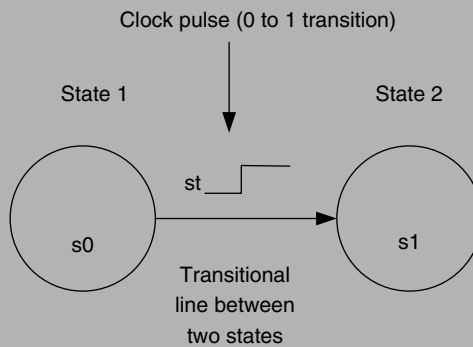 Clock pulse (0 to 1 transition)
State 1
State 2
st
s0
s1
Transitional
line between
two states